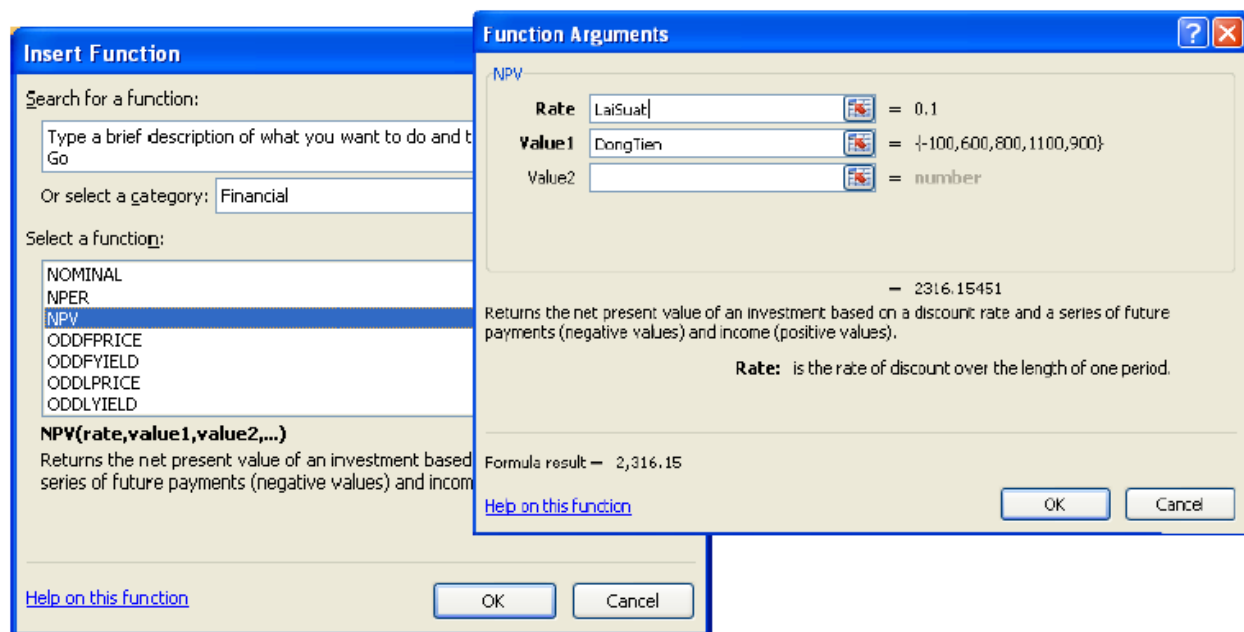 Insert Function
Search for a function:
Type a brief description of what you want to do and t
Go
Or select a category: Financial
Select a function:
NOMINAL
NPER
NPV
ODDFPRICE
ODDFYIELD
ODDLPRICE
ODDLYIELD
NPV(rate,value1,value2,...)
Returns the net present value of an investment based
series of future payments (negative values) and incom
Help on this function
OK
Cancel
Function Arguments
NPV
Rate LaiSuat = 0.1
Value1 DongTien = {-100,600,800,1100,900}
Value2 = number
= 2316.15451
Returns the net present value of an investment based on a discount rate and a series of future
payments (negative values) and income (positive values).
Rate: is the rate of discount over the length of one period.
Formula result = 2,316.15
Help on this function
OK
Cancel